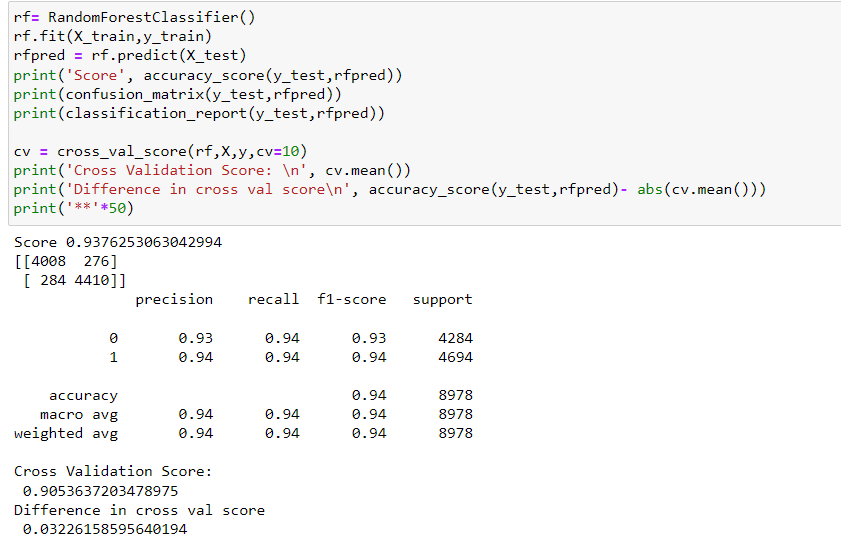 rf= RandomForestClassifier()
rf.fit(X_train,y_train)
rfpred = rf.predict(X_test)
print('Score', accuracy_score(y_test,rfpred))
print(confusion_matrix(y_test,rfpred))
print(classification_report(y_test,rfpred))

cv = cross_val_score(rf,X,y,cv=10)
print('Cross Validation Score: \n', cv.mean())
print('Difference in cross val score\n', accuracy_score(y_test,rfpred)- abs(cv.mean()))
print('**'*50)
Score 0.9376253063042994
[[4008  276]
 [ 284 4410]]
              precision    recall  f1-score   support

           0       0.93      0.94      0.93      4284
           1       0.94      0.94      0.94      4694

    accuracy                           0.94      8978
   macro avg       0.94      0.94      0.94      8978
weighted avg       0.94      0.94      0.94      8978

Cross Validation Score:
 0.9053637203478975
Difference in cross val score
 0.03226158595640194